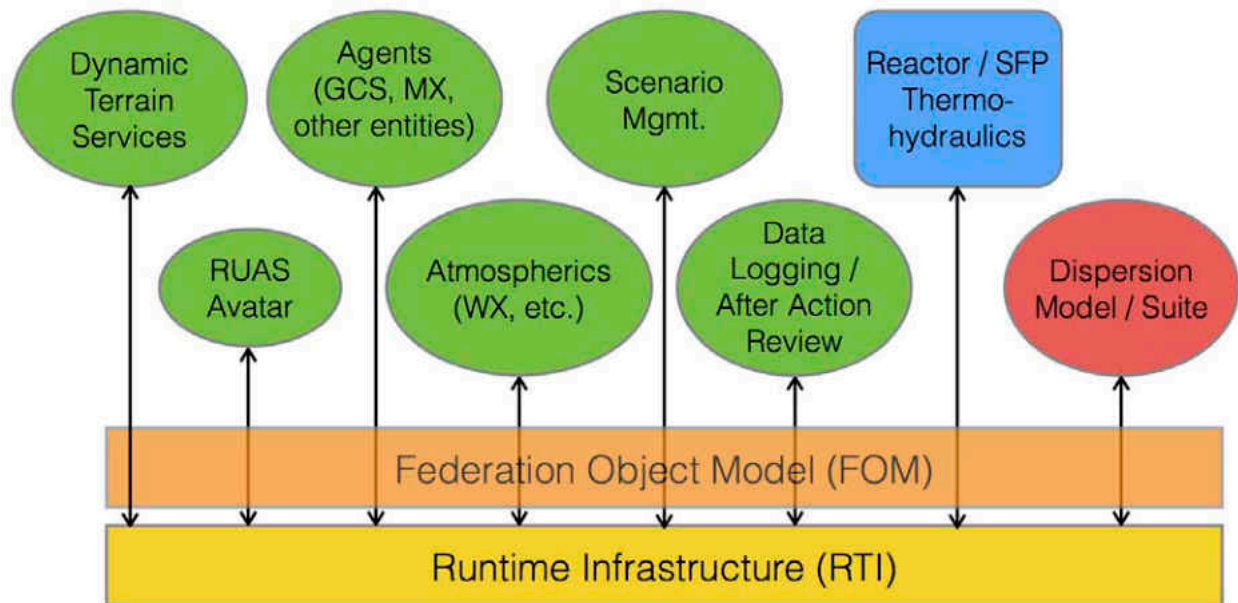 Dynamic
Terrain
Services
Agents
(GCS, MX,
other entities)
Scenario
Mgmt.
Reactor / SFP
Thermo-
hydraulics
RUAS
Avatar
Atmospherics
(WX, etc.)
Data
Logging /
After Action
Review
Dispersion
Model / Suite
Federation Object Model (FOM)
Runtime Infrastructure (RTI)